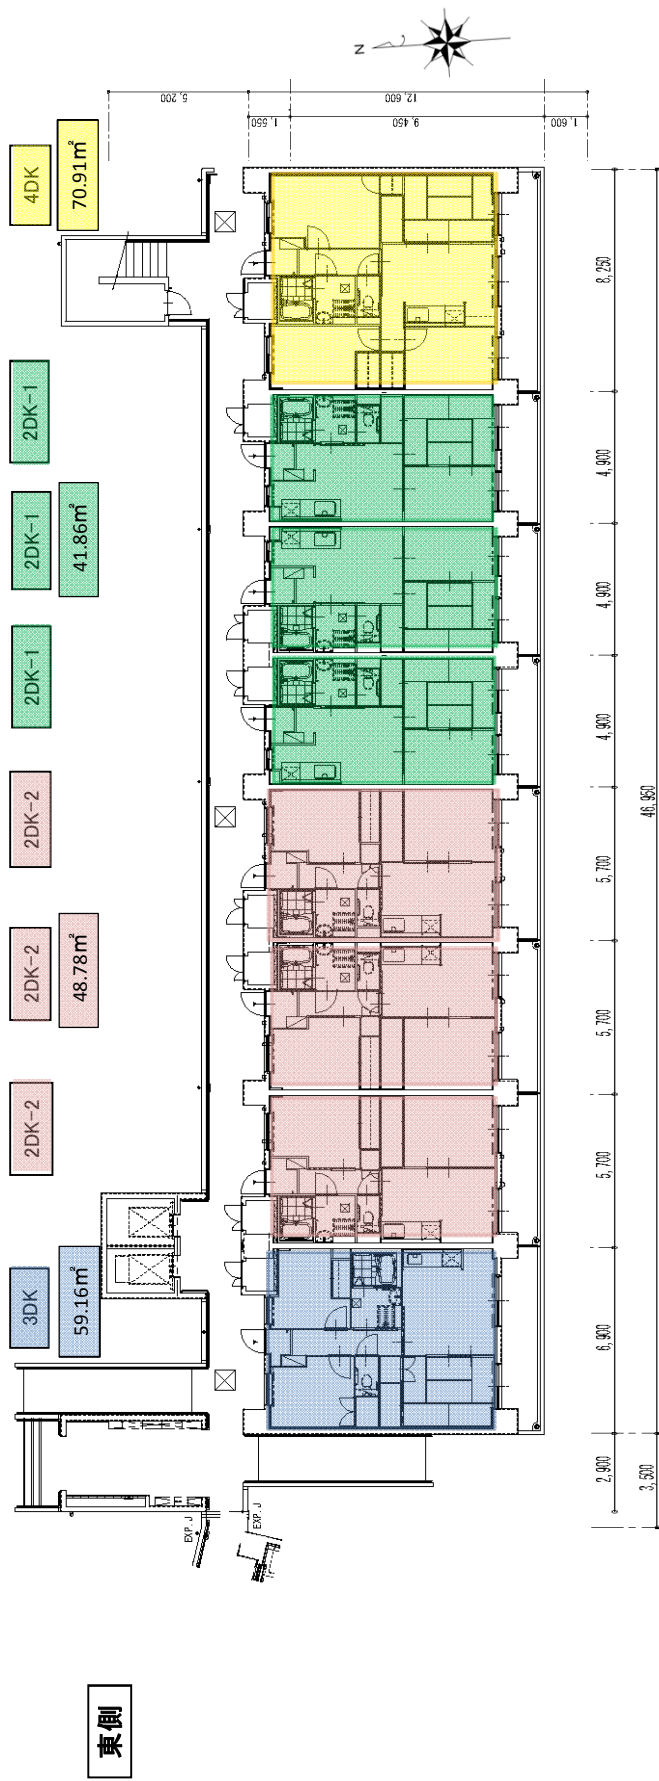 東側
3DK
59.16㎡
2DK-2
2DK-2
48.78㎡
2DK-2
2DK-1
2DK-1
41.86㎡
2DK-1
4DK
70.91㎡
N
5,200
1,550
9,450
1,600
12,600
EXP.J
EXP.J
2,900
6,900
5,700
5,700
5,700
4,900
4,900
4,900
8,250
3,500
46,950